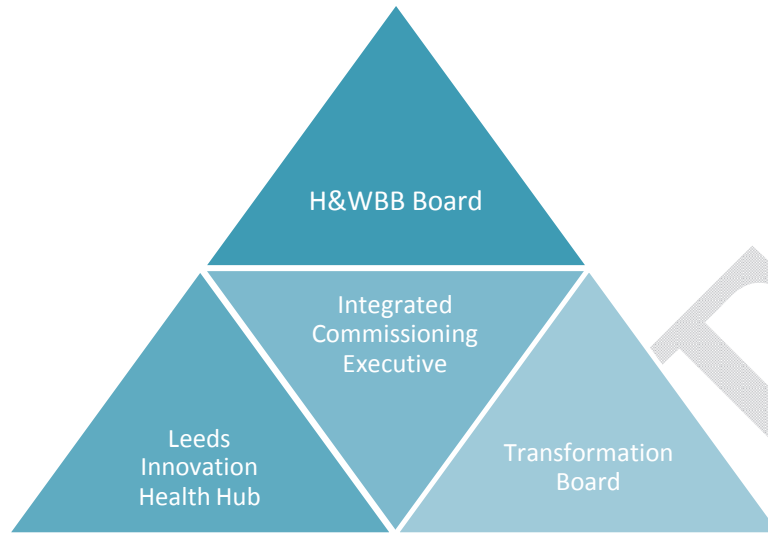 H&WBB Board
Integrated
Commissioning
Executive
Leeds
Innovation
Health Hub
Transformation
Board